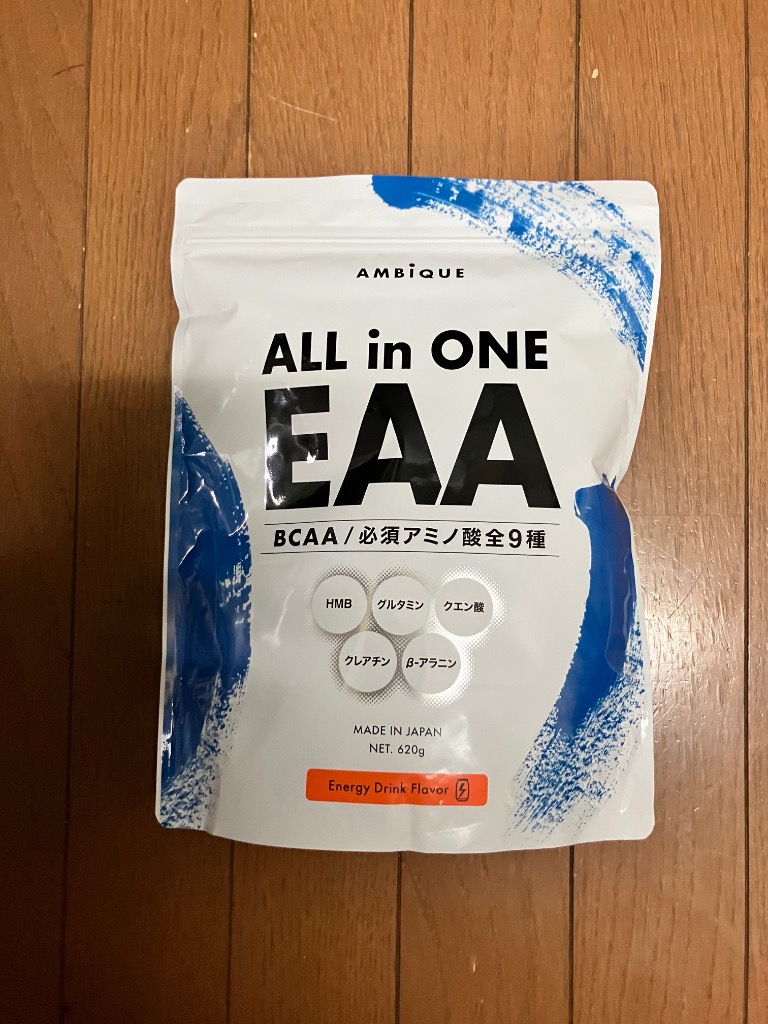 AMBiQUE
ALL in ONE
EAA
BCAA/必須アミノ酸全9種
HMB グルタミン クエン酸
クレアチン β-アラニン
MADE IN JAPAN
NET. 620g
Energy Drink Flavor